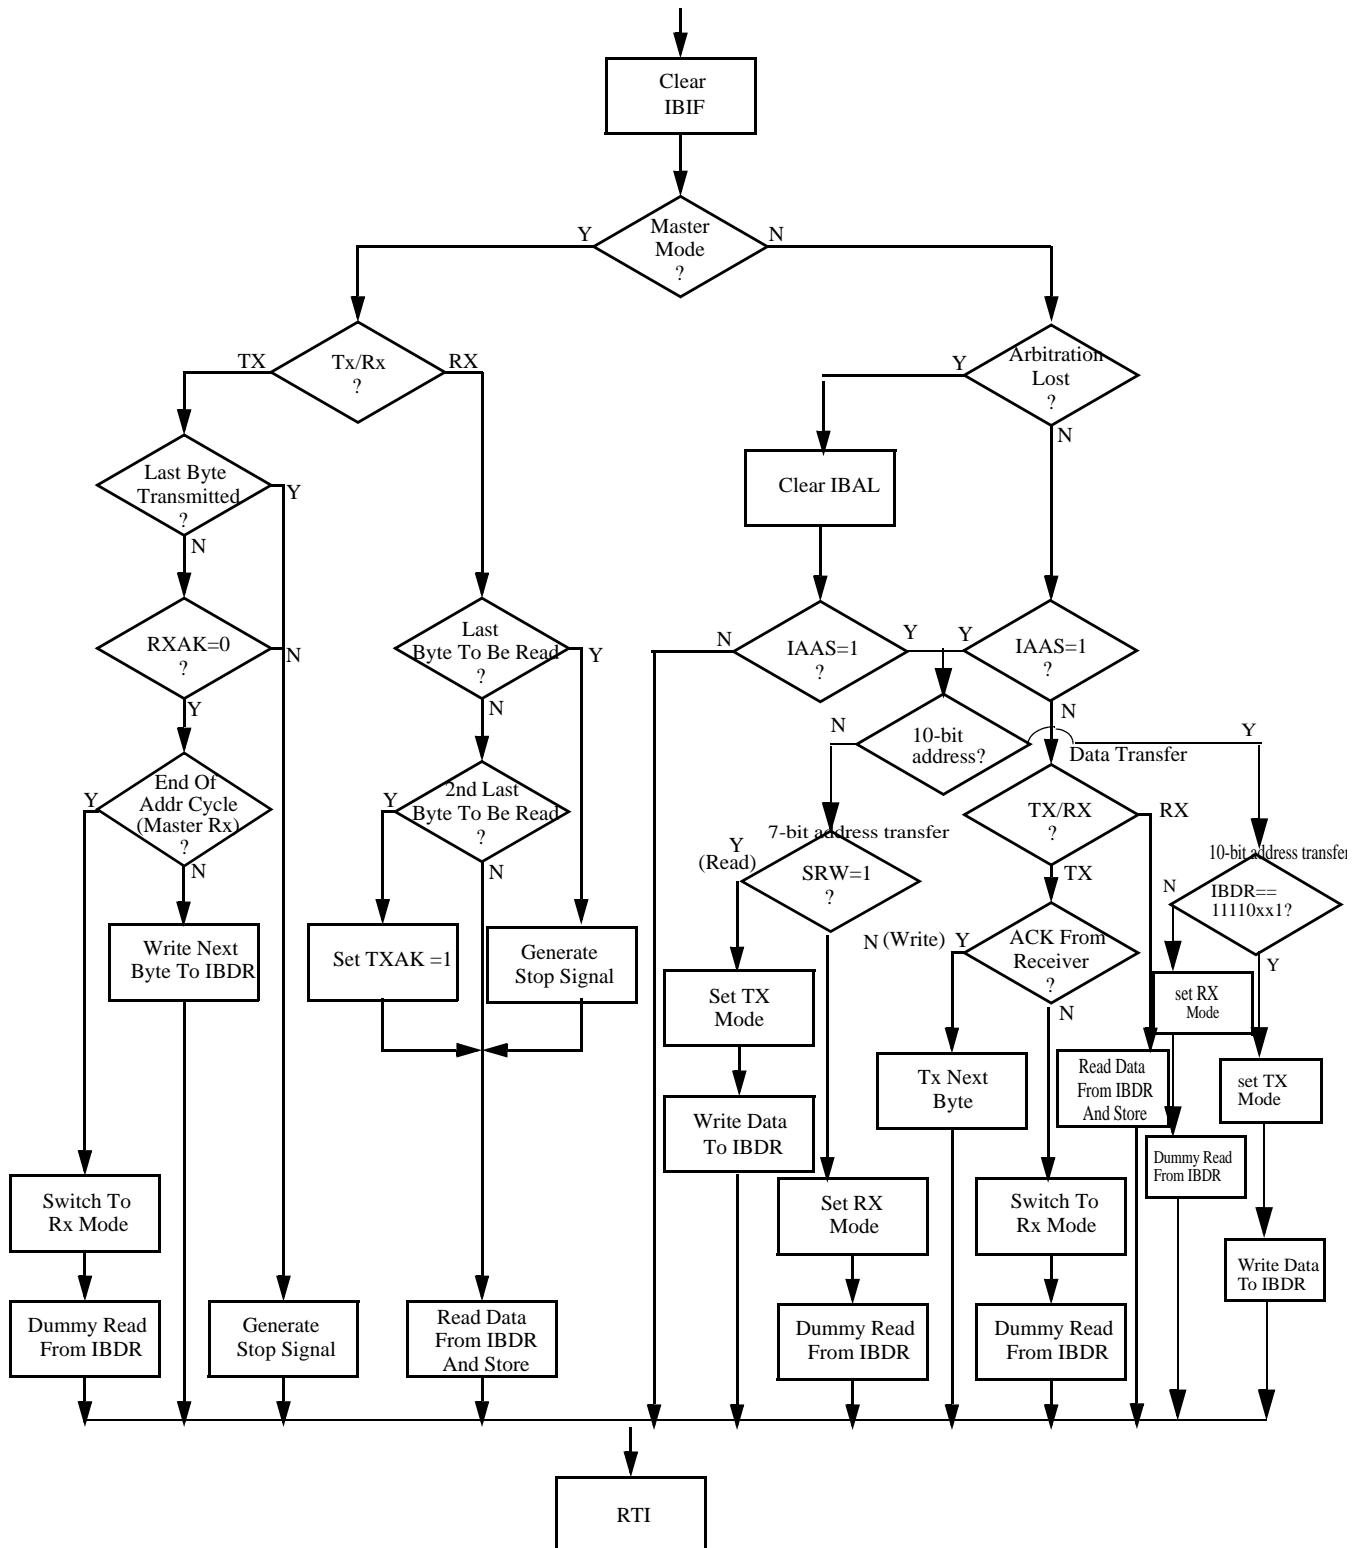 Clear
IBIF
Master
Mode
?
Y
N
Tx/Rx
?
TX
RX
Arbitration
Lost
?
Y
N
Last Byte
Transmitted
?
Y
N
Clear IBAL
RXAK=0
?
N
Y
Last
Byte To Be Read
?
Y
N
IAAS=1
?
N
Y
IAAS=1
?
Y
N
10-bit
address?
N
Y
Data Transfer
End Of
Addr Cycle
(Master Rx)
?
Y
N
2nd Last
Byte To Be Read
?
Y
N
7-bit address transfer
SRW=1
?
Y
(Read)
N (Write)
TX/RX
?
RX
TX
10-bit address transfer
IBDR==
11110xx1?
N
Y
Write Next
Byte To IBDR
Set TXAK =1
Generate
Stop Signal
ACK From
Receiver
?
Y
N
Set TX
Mode
set RX
Mode
Tx Next
Byte
Read Data
From IBDR
And Store
set TX
Mode
Write Data
To IBDR
Dummy Read
From IBDR
Switch To
Rx Mode
Set RX
Mode
Switch To
Rx Mode
Write Data
To IBDR
Dummy Read
From IBDR
Generate
Stop Signal
Read Data
From IBDR
And Store
Dummy Read
From IBDR
Dummy Read
From IBDR
RTI